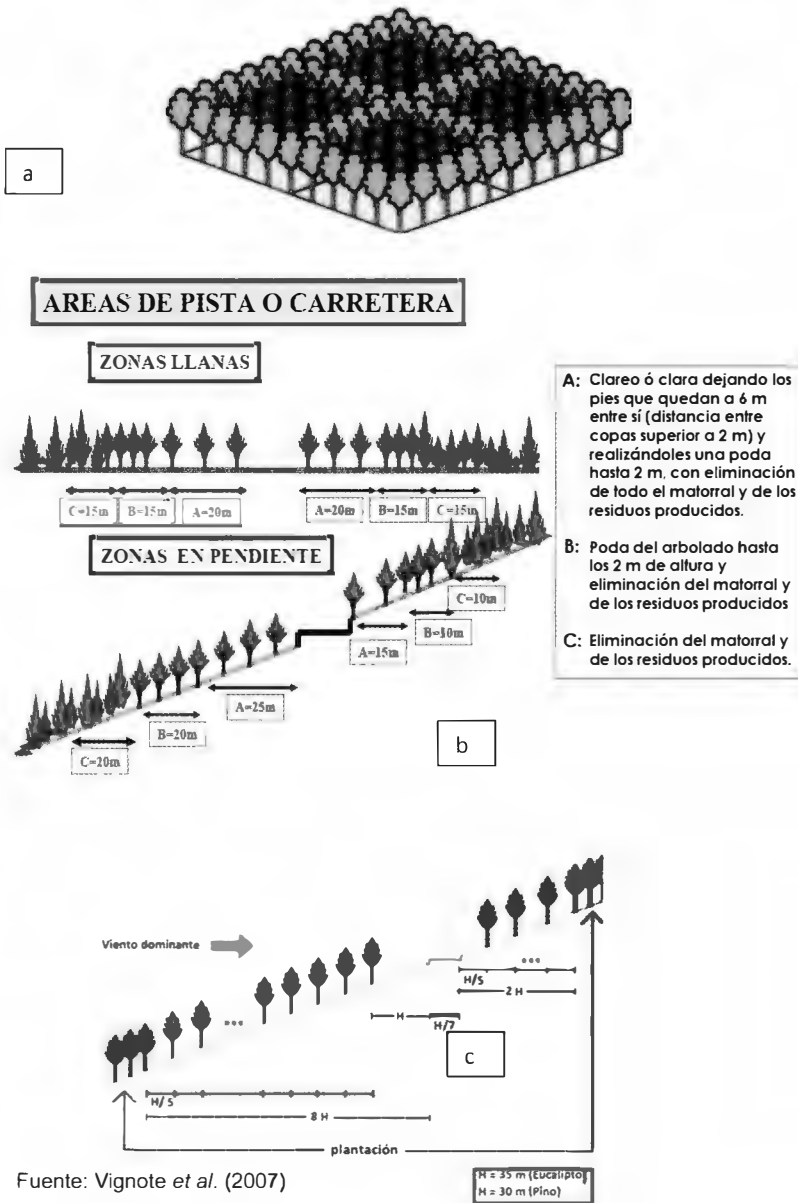 a
AREAS DE PISTA O CARRETERA
ZONAS LLANAS
C=15m
B=15m
A=20m
A=20m
B=15m
C=15m
ZONAS EN PENDIENTE
C=10m
B=10m
A=15m
A=25m
B=20m
C=20m
A: Clareo ó clara dejando los
pies que quedan a 6 m
entre sí (distancia entre
copas superior a 2 m) y
realizándoles una poda
hasta 2 m, con eliminación
de todo el matorral y de los
residuos producidos.
B: Poda del arbolado hasta
los 2 m de altura y
eliminación del matorral y
de los residuos producidos
C: Eliminación del matorral y
de los residuos producidos.
b
Viento dominante
...
...
H/5
2 H
H
H/7
c
H/5
8 H
plantación
Fuente: Vignote et al. (2007)
H = 35 m (Eucalipto)
H = 30 m (Pino)